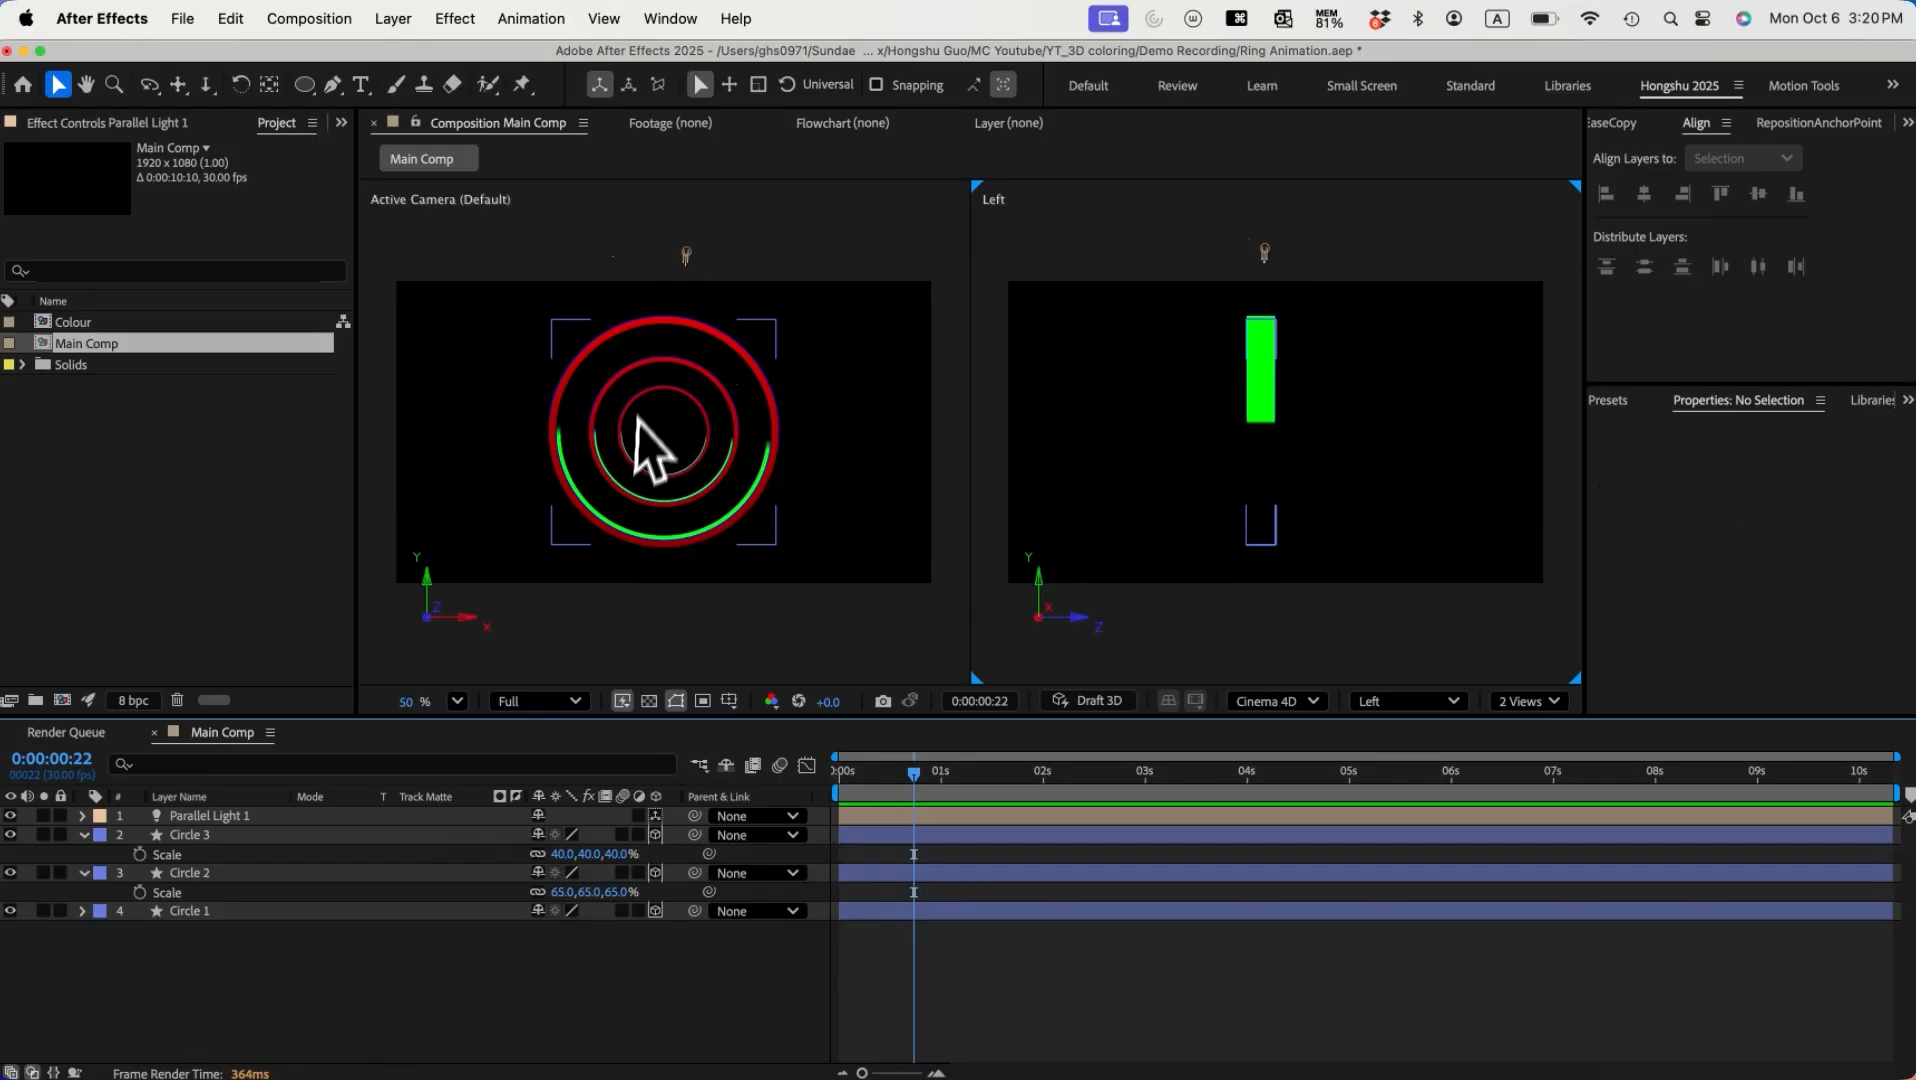 After Effects File Edit Composition Layer Effect Animation View Window Help MEM 81% A Mon Oct 6 3:20 PM
Adobe After Effects 2025 - /Users/ghs0971/Sundae ... x/Hongshu Guo/MC Youtube/YT_3D coloring/Demo Recording/Ring Animation.aep *
Universal Snapping Default Review Learn Small Screen Standard Libraries Hongshu 2025 Motion Tools
Effect Controls Parallel Light 1 Project
Main Comp
1920 x 1080 (1.00)
Δ 0:00:10:10, 30.00 fps
Name
Colour
Main Comp
Solids
8 bpc
Composition Main Comp Footage (none) Flowchart (none) Layer (none)
Main Comp
Active Camera (Default) Left
Y Z X
Y X Z
50 % Full +0.0 0:00:00:22 Draft 3D Cinema 4D Left 2 Views
EaseCopy Align RepositionAnchorPoint
Align Layers to: Selection
Distribute Layers:
Presets Properties: No Selection Libraries
Render Queue Main Comp
0:00:00:22
00022 (30.00 fps)
:00s 01s 02s 03s 04s 05s 06s 07s 08s 09s 10s
# Layer Name Mode T Track Matte fx Parent & Link
1 Parallel Light 1 None
2 Circle 3 None
Scale 40.0,40.0,40.0%
3 Circle 2 None
Scale 65.0,65.0,65.0%
4 Circle 1 None
Frame Render Time: 364ms